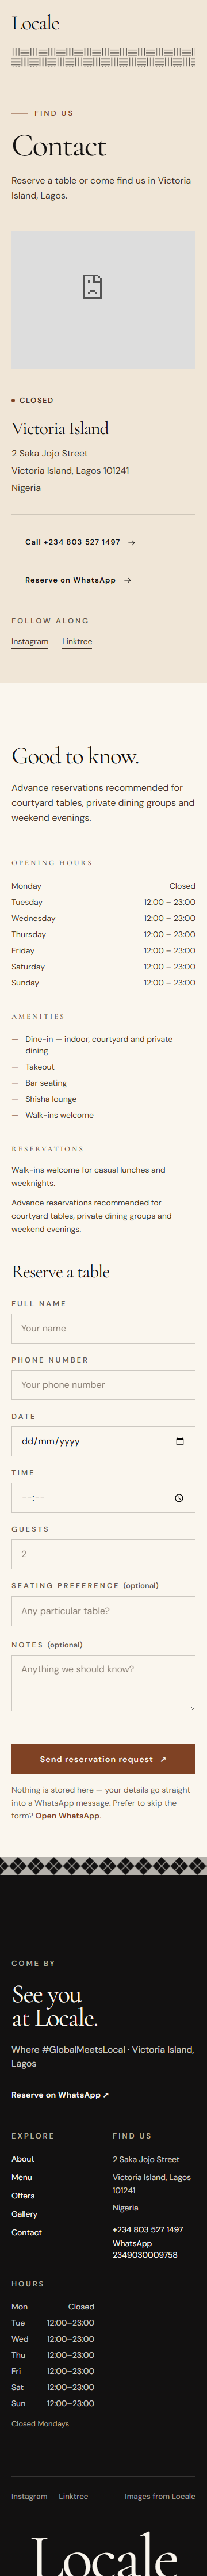 Locale
FIND US
Contact
Reserve a table or come find us in Victoria
Island, Lagos.
CLOSED
Victoria Island
2 Saka Jojo Street
Victoria Island, Lagos 101241
Nigeria
Call +234 803 527 1497 →
Reserve on WhatsApp →
FOLLOW ALONG
Instagram Linktree
Good to know.
Advance reservations recommended for
courtyard tables, private dining groups and
weekend evenings.
OPENING HOURS
Monday Closed
Tuesday 12:00 – 23:00
Wednesday 12:00 – 23:00
Thursday 12:00 – 23:00
Friday 12:00 – 23:00
Saturday 12:00 – 23:00
Sunday 12:00 – 23:00
AMENITIES
— Dine-in — indoor, courtyard and private
dining
— Takeout
— Bar seating
— Shisha lounge
— Walk-ins welcome
RESERVATIONS
Walk-ins welcome for casual lunches and
weeknights.
Advance reservations recommended for
courtyard tables, private dining groups and
weekend evenings.
Reserve a table
FULL NAME
Your name
PHONE NUMBER
Your phone number
DATE
dd/mm/yyyy
TIME
--:--
GUESTS
2
SEATING PREFERENCE (optional)
Any particular table?
NOTES (optional)
Anything we should know?
Send reservation request ↗
Nothing is stored here — your details go straight
into a WhatsApp message. Prefer to skip the
form? Open WhatsApp.
COME BY
See you
at Locale.
Where #GlobalMeetsLocal · Victoria Island,
Lagos
Reserve on WhatsApp ↗
EXPLORE
About
Menu
Offers
Gallery
Contact
FIND US
2 Saka Jojo Street
Victoria Island, Lagos
101241
Nigeria
+234 803 527 1497
WhatsApp
2349030009758
HOURS
Mon Closed
Tue 12:00–23:00
Wed 12:00–23:00
Thu 12:00–23:00
Fri 12:00–23:00
Sat 12:00–23:00
Sun 12:00–23:00
Closed Mondays
Instagram Linktree Images from Locale
Locale